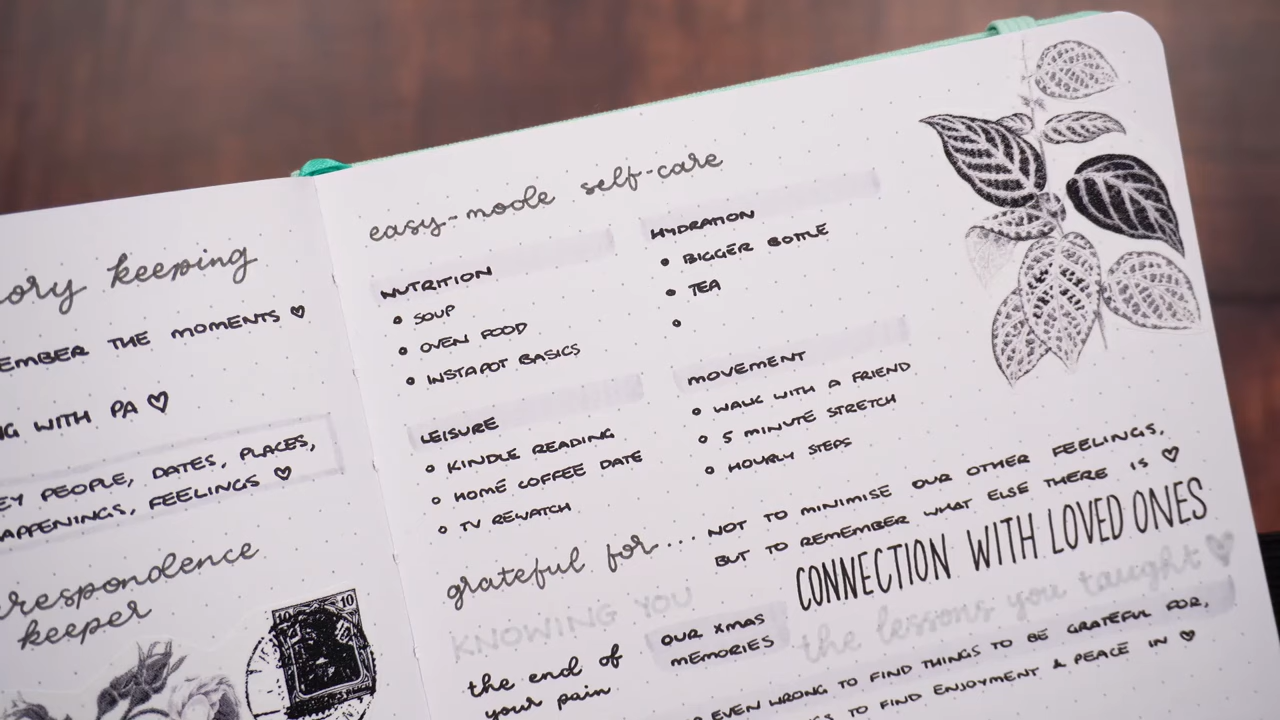 ory keeping
EMBER THE MOMENTS ♡
NG WITH PA ♡
EY PEOPLE, DATES, PLACES,
APPENINGS, FEELINGS ♡
rrespondence
keeper
10 10
easy-mode self-care
NUTRITION
• SOUP
• OVEN FOOD
• INSTAPOT BASICS
HYDRATION
• BIGGER BOTTLE
• TEA
•
LEISURE
• KINDLE READING
• HOME COFFEE DATE
• TV REWATCH
MOVEMENT
• WALK WITH A FRIEND
• 5 MINUTE STRETCH
• HOURLY STEPS
grateful for...
NOT TO MINIMISE OUR OTHER FEELINGS,
BUT TO REMEMBER WHAT ELSE THERE IS ♡
KNOWING YOU
CONNECTION WITH LOVED ONES
the end of
your pain
OUR XMAS
MEMORIES
the lessons you taught ♡
EVEN WRONG TO FIND THINGS TO BE GRATEFUL FOR,
TO FIND ENJOYMENT & PEACE IN ♡